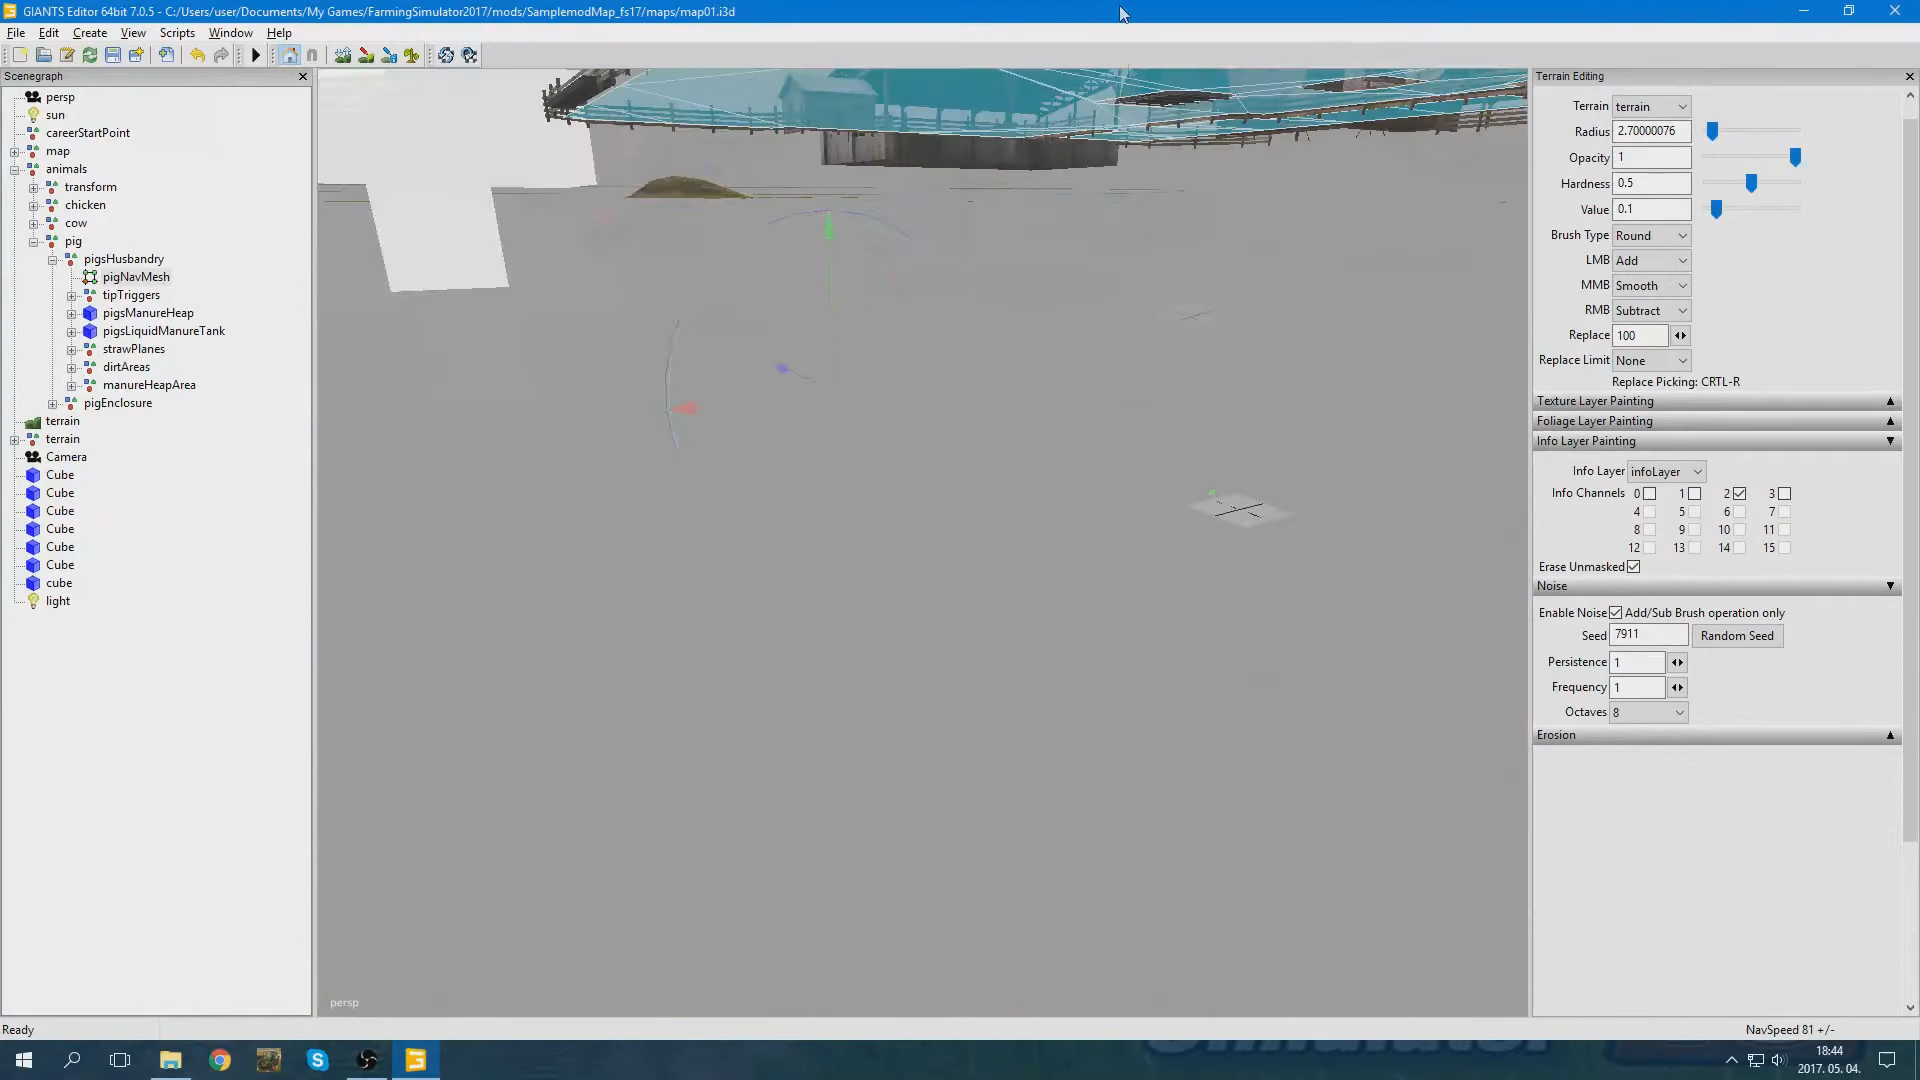 GIANTS Editor 64bit 7.0.5 - C:/Users/user/Documents/My Games/FarmingSimulator2017/mods/SamplemodMap_fs17/maps/map01.i3d
File Edit Create View Scripts Window Help
Scenegraph
persp
sun
careerStartPoint
map
animals
transform
chicken
cow
pig
pigsHusbandry
pigNavMesh
tipTriggers
pigsManureHeap
pigsLiquidManureTank
strawPlanes
dirtAreas
manureHeapArea
pigEnclosure
terrain
terrain
Camera
Cube
Cube
Cube
Cube
Cube
Cube
cube
light
persp
Terrain Editing
Terrain terrain
Radius 2.70000076
Opacity 1
Hardness 0.5
Value 0.1
Brush Type Round
LMB Add
MMB Smooth
RMB Subtract
Replace 100
Replace Limit None
Replace Picking: CRTL-R
Texture Layer Painting
Foliage Layer Painting
Info Layer Painting
Info Layer infoLayer
Info Channels 0 1 2 3
4 5 6 7
8 9 10 11
12 13 14 15
Erase Unmasked
Noise
Enable Noise Add/Sub Brush operation only
Seed 7911 Random Seed
Persistence 1
Frequency 1
Octaves 8
Erosion
Ready
NavSpeed 81 +/-
18:44
2017. 05. 04.